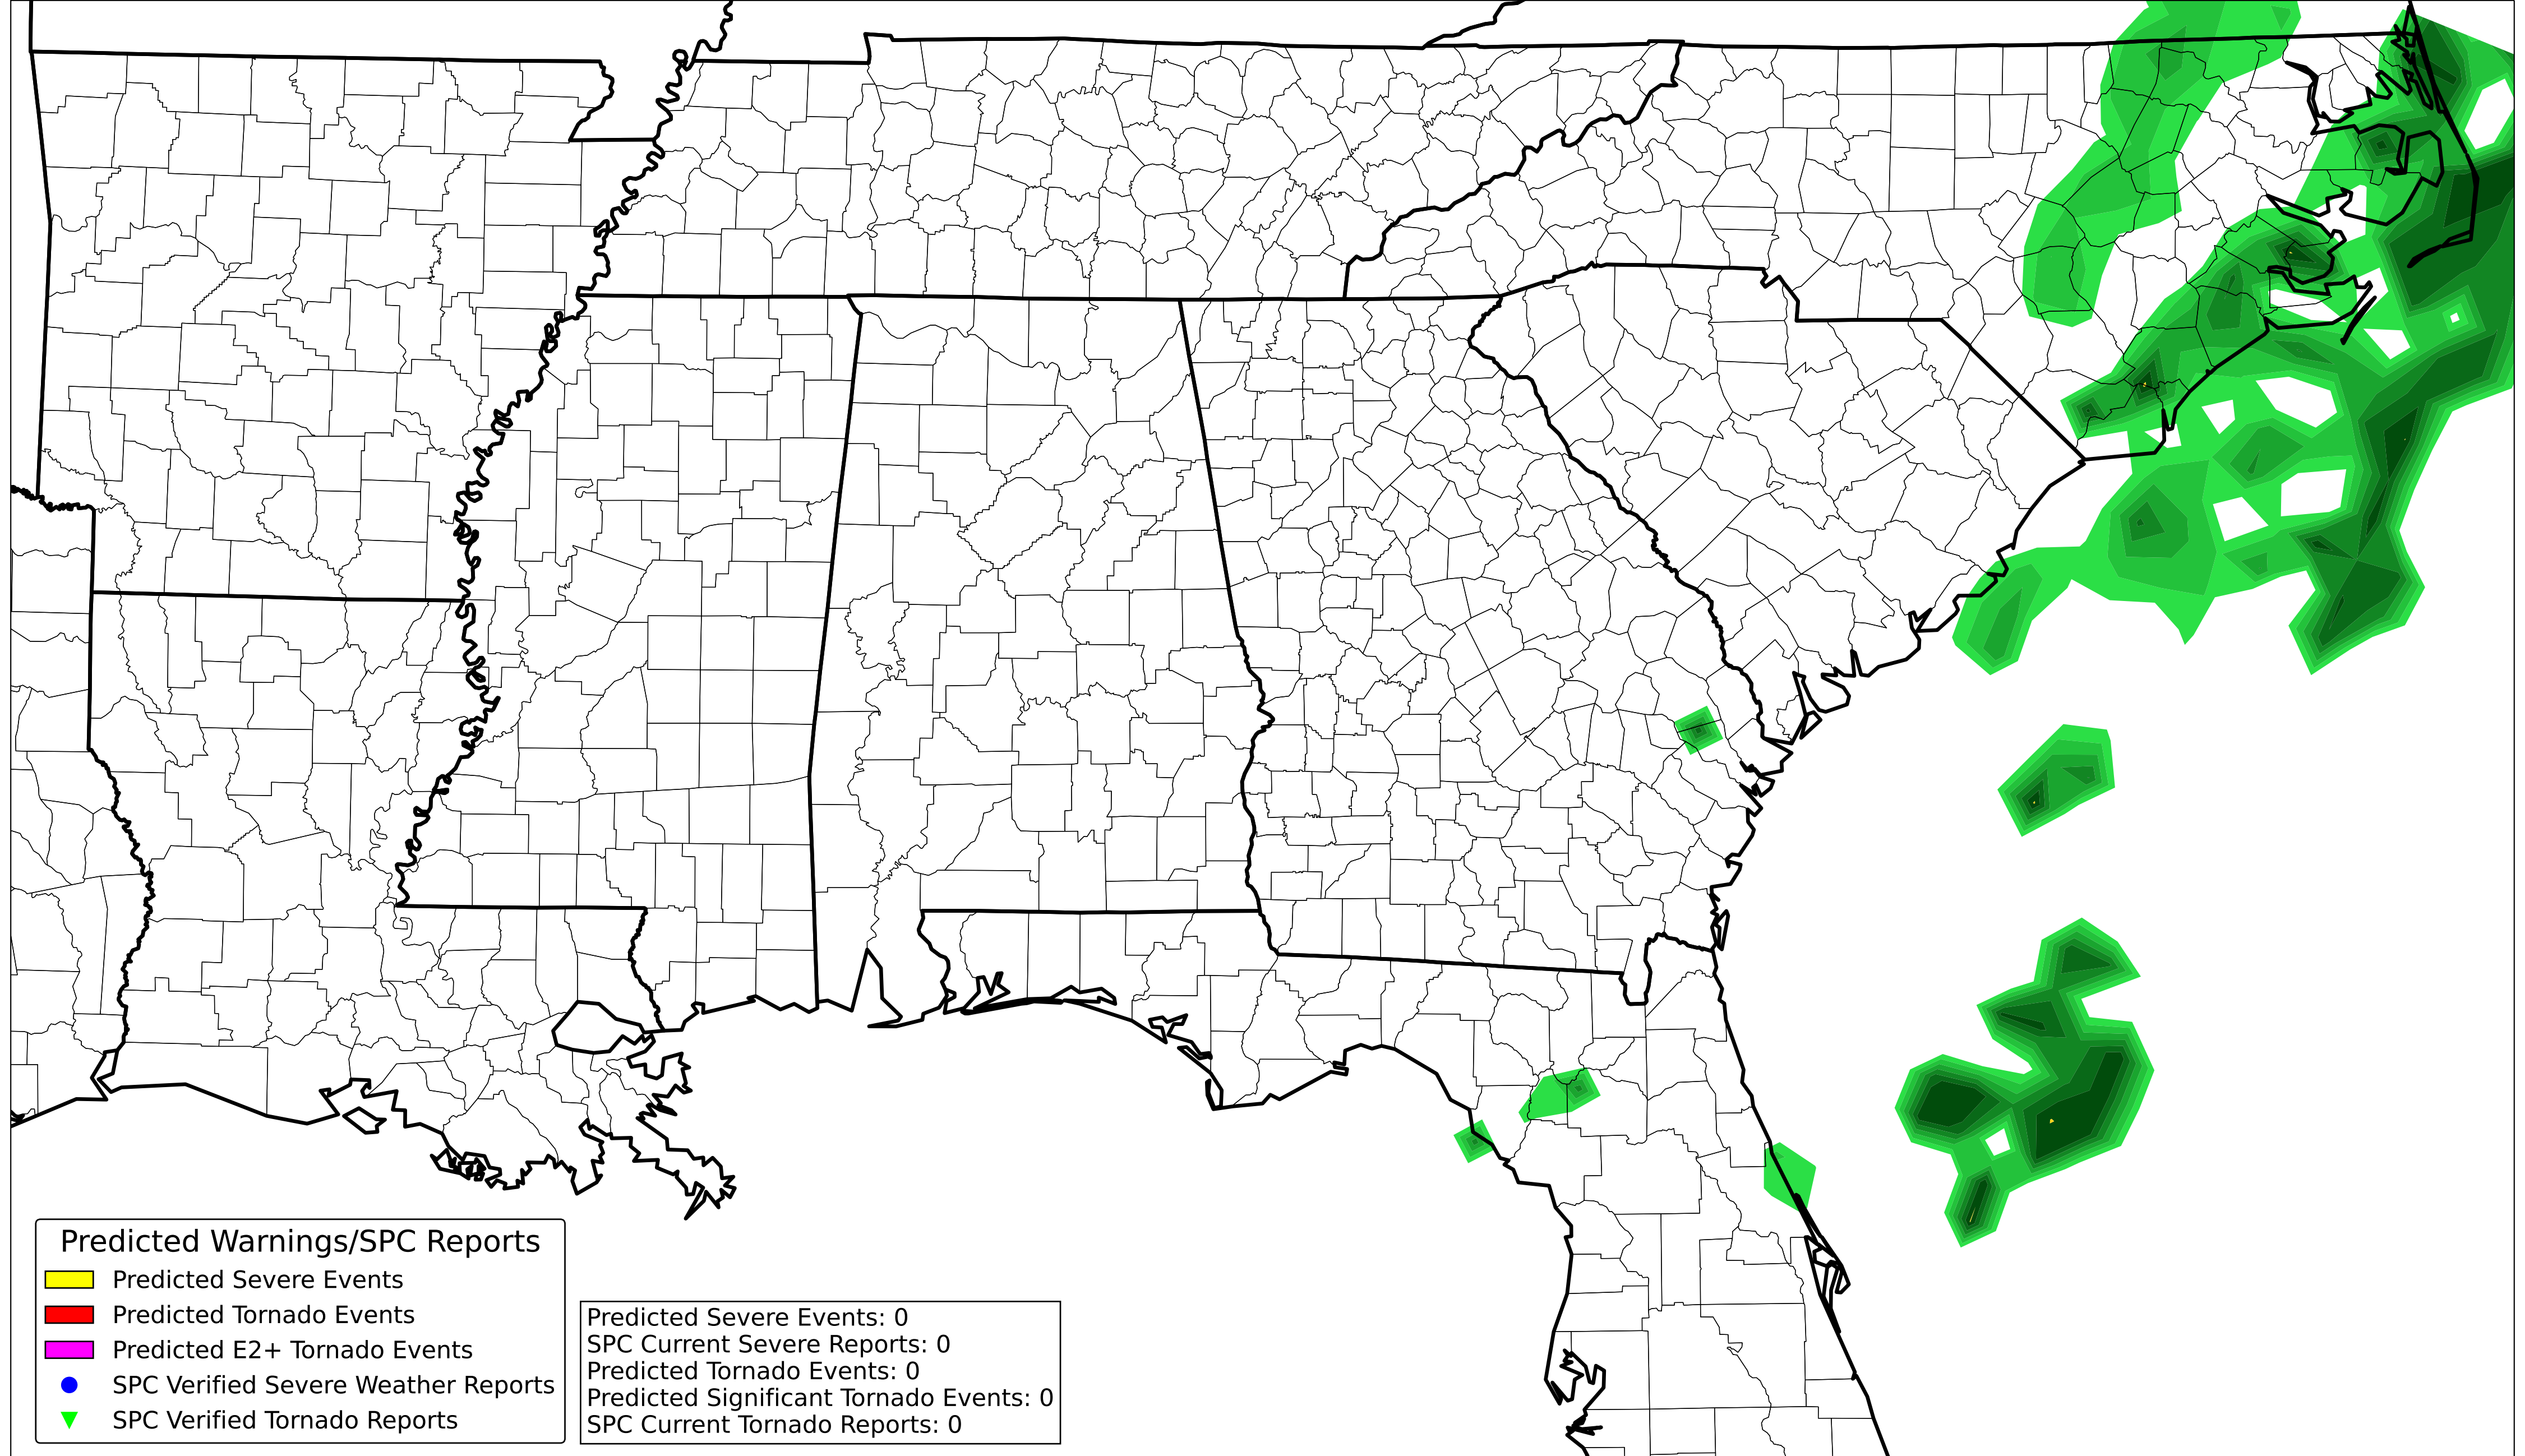 Predicted Warnings/SPC Reports
Predicted Severe Events
Predicted Tornado Events
Predicted E2+ Tornado Events
SPC Verified Severe Weather Reports
SPC Verified Tornado Reports
Predicted Severe Events: 0
SPC Current Severe Reports: 0
Predicted Tornado Events: 0
Predicted Significant Tornado Events: 0
SPC Current Tornado Reports: 0